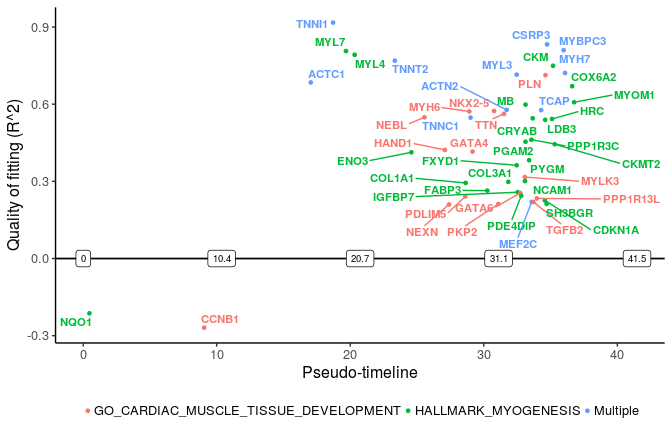 0.9
0.6
0.3
0.0
-0.3
Quality of fitting (R^2)
TNNI1
MYL7
MYL4
ACTC1
TNNT2
CSRP3
MYBPC3
CKM
MYH7
MYL3
PLN
COX6A2
ACTN2
MYOM1
MB
TCAP
NKX2-5
MYH6
HRC
NEBL
TNNC1
TTN
LDB3
CRYAB
HAND1
GATA4
PPP1R3C
PGAM2
ENO3
FXYD1
CKMT2
PYGM
COL1A1
COL3A1
MYLK3
FABP3
NCAM1
IGFBP7
PPP1R13L
PDLIM5
GATA6
SH3BGR
NEXN
PKP2
PDE4DIP
TGFB2
CDKN1A
MEF2C
0 10.4 20.7 31.1 41.5
NQO1
CCNB1
0 10 20 30 40
Pseudo-timeline
GO_CARDIAC_MUSCLE_TISSUE_DEVELOPMENT HALLMARK_MYOGENESIS Multiple